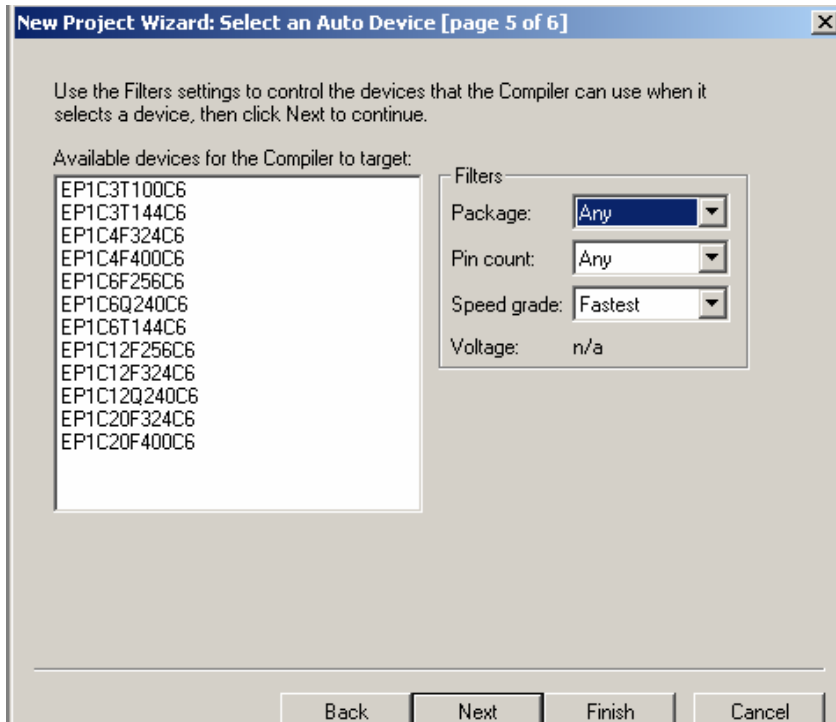 New Project Wizard: Select an Auto Device [page 5 of 6]
Use the Filters settings to control the devices that the Compiler can use when it
selects a device, then click Next to continue.
Available devices for the Compiler to target:
EP1C3T100C6
EP1C3T144C6
EP1C4F324C6
EP1C4F400C6
EP1C6F256C6
EP1C6Q240C6
EP1C6T144C6
EP1C12F256C6
EP1C12F324C6
EP1C12Q240C6
EP1C20F324C6
EP1C20F400C6
Filters
Package: Any
Pin count: Any
Speed grade: Fastest
Voltage: n/a
Back Next Finish Cancel